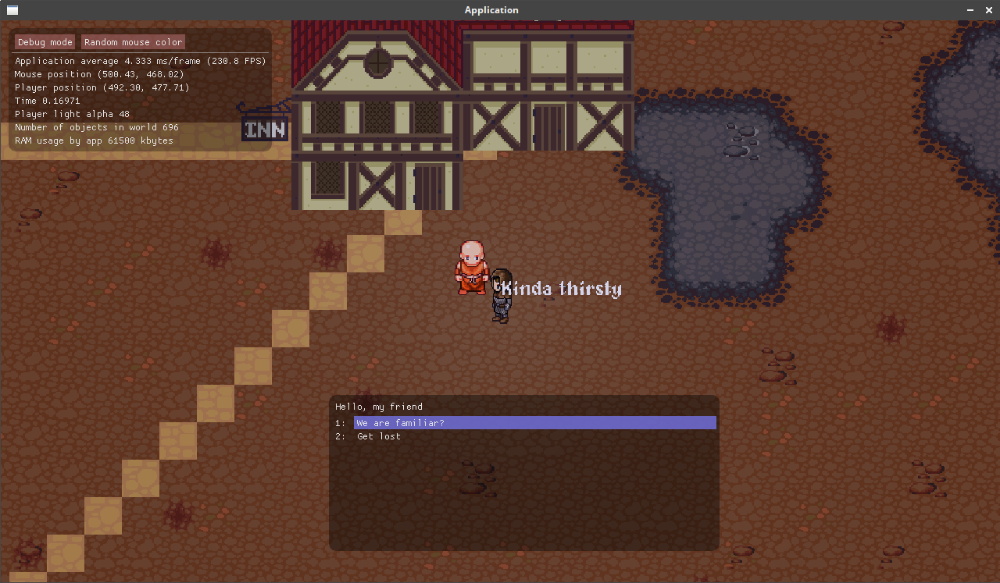 Application
Debug mode Random mouse color
Application average 4.333 ms/frame (230.8 FPS)
Mouse position (500.43, 468.02)
Player position (492.30, 477.71)
Time 0.16971
Player light alpha 48
Number of objects in world 696
RAM usage by app 61500 kbytes
INN
Kinda thirsty
Hello, my friend
1: We are familiar?
2: Get lost